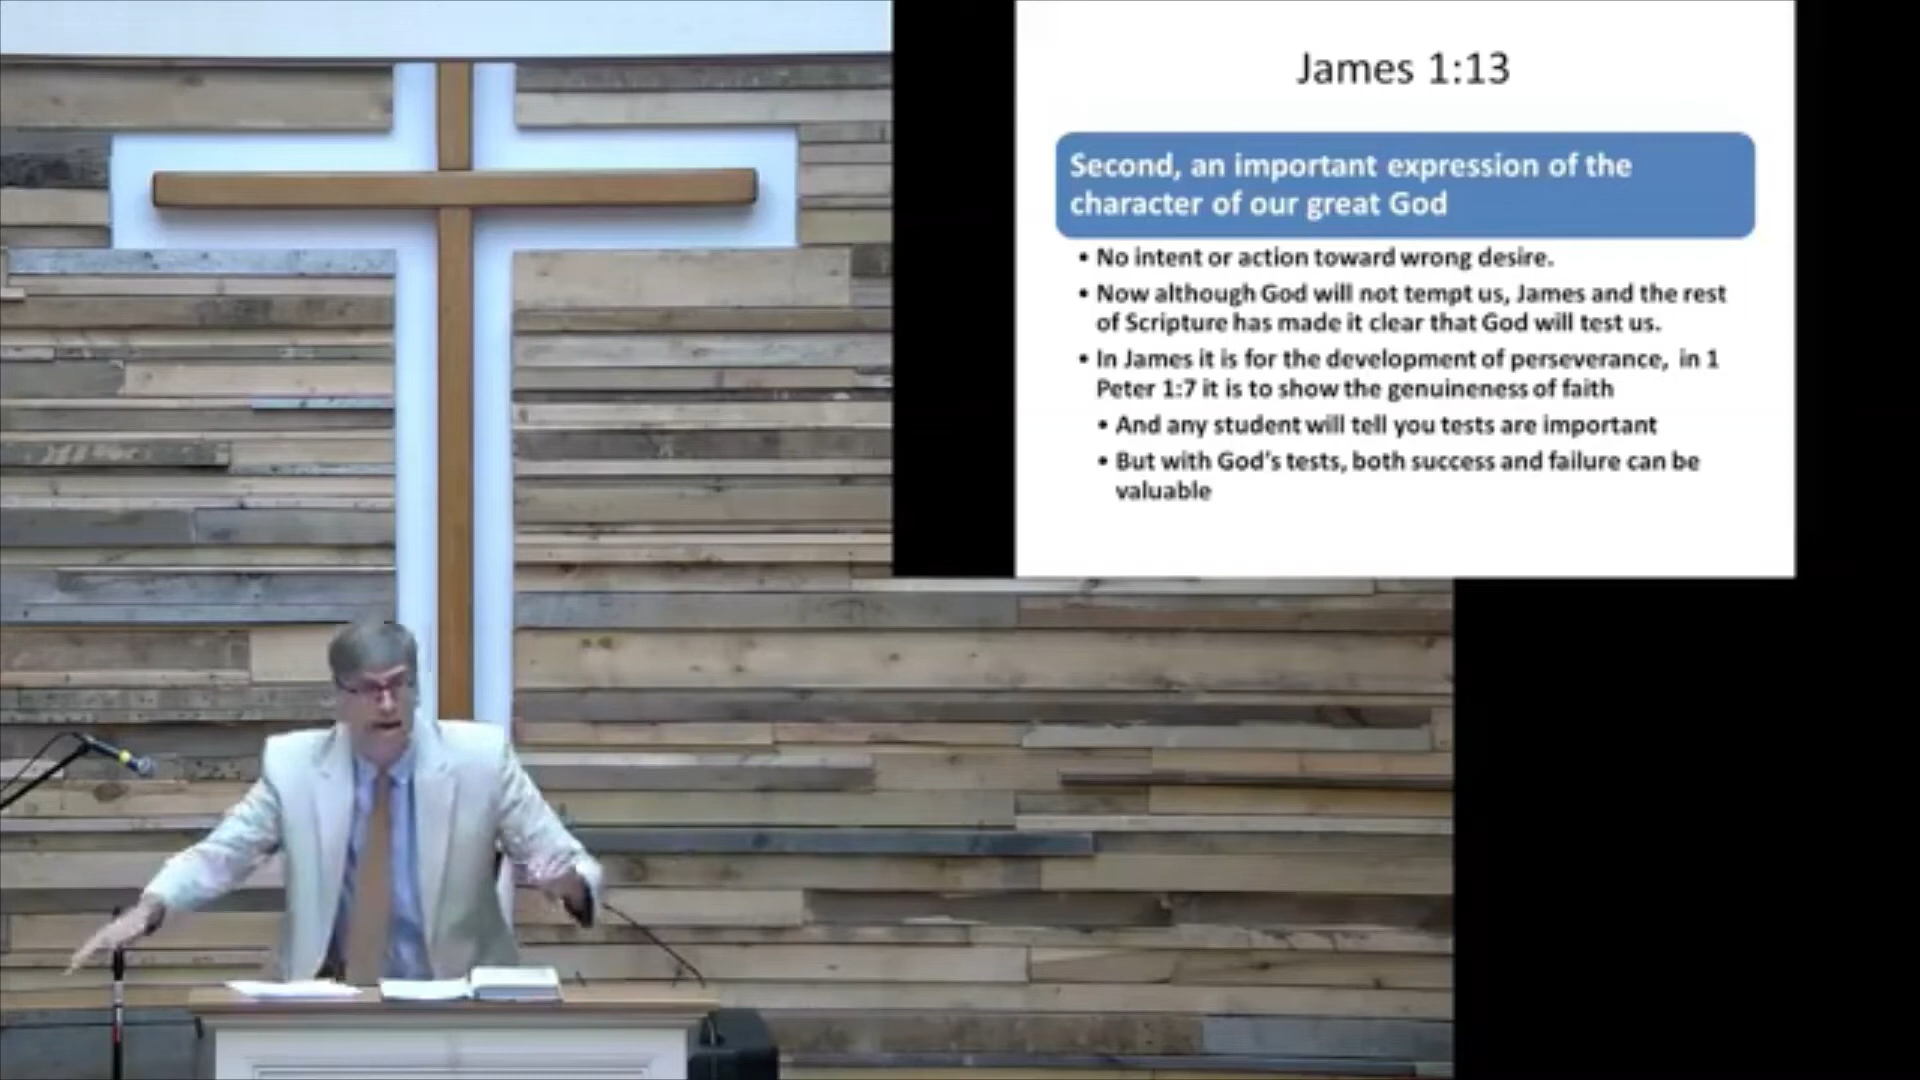 James 1:13
Second, an important expression of the
character of our great God
• No intent or action toward wrong desire.
• Now although God will not tempt us, James and the rest
of Scripture has made it clear that God will test us.
• In James it is for the development of perseverance, in 1
Peter 1:7 it is to show the genuineness of faith
• And any student will tell you tests are important
• But with God's tests, both success and failure can be
valuable